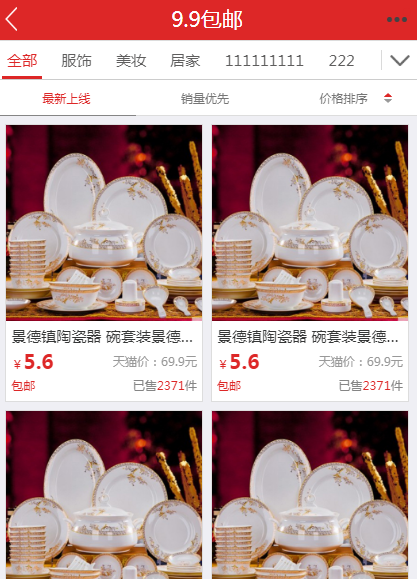 9.9包邮
全部 服饰 美妆 居家 111111111 222
最新上线 销量优先 价格排序
景德镇陶瓷器 碗套装景德...
¥5.6 天猫价：69.9元
包邮 已售2371件
景德镇陶瓷器 碗套装景德...
¥5.6 天猫价：69.9元
包邮 已售2371件